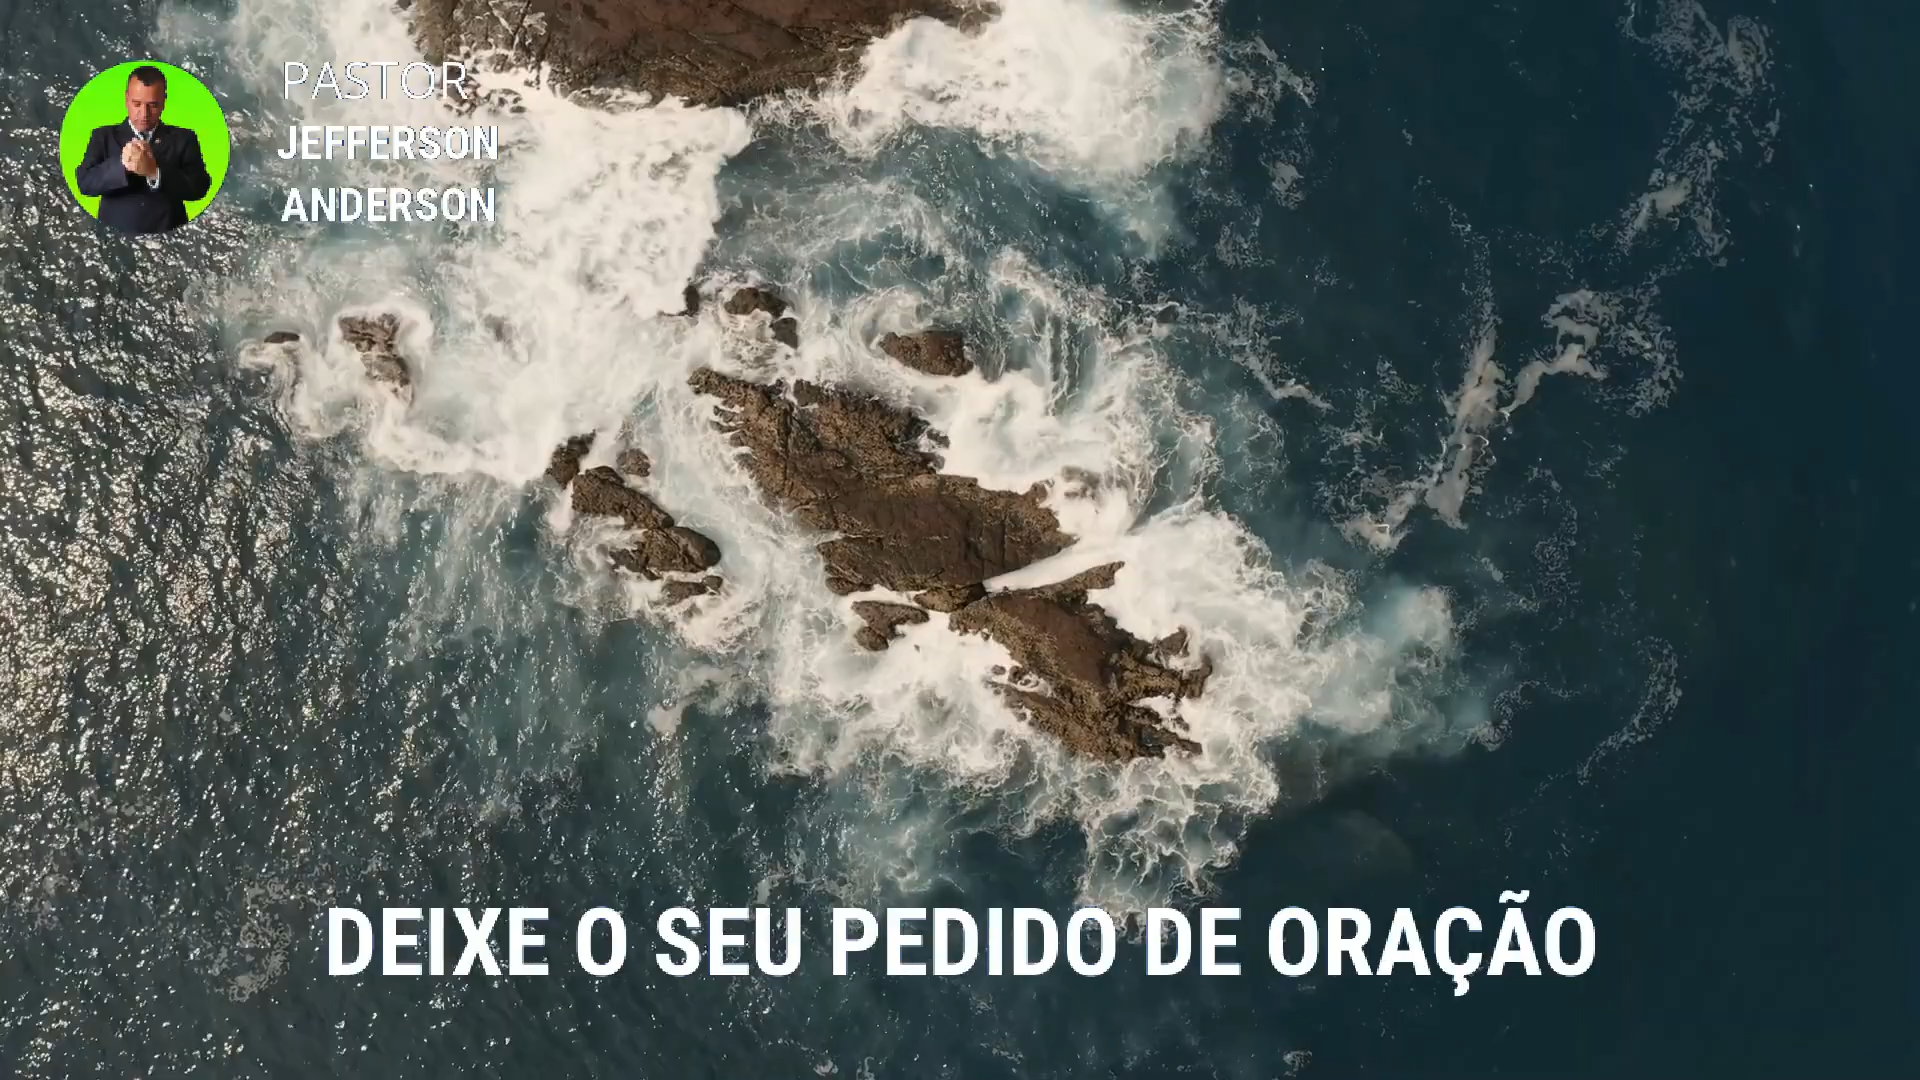 PASTOR
JEFFERSON
ANDERSON
DEIXE O SEU PEDIDO DE ORAÇÃO